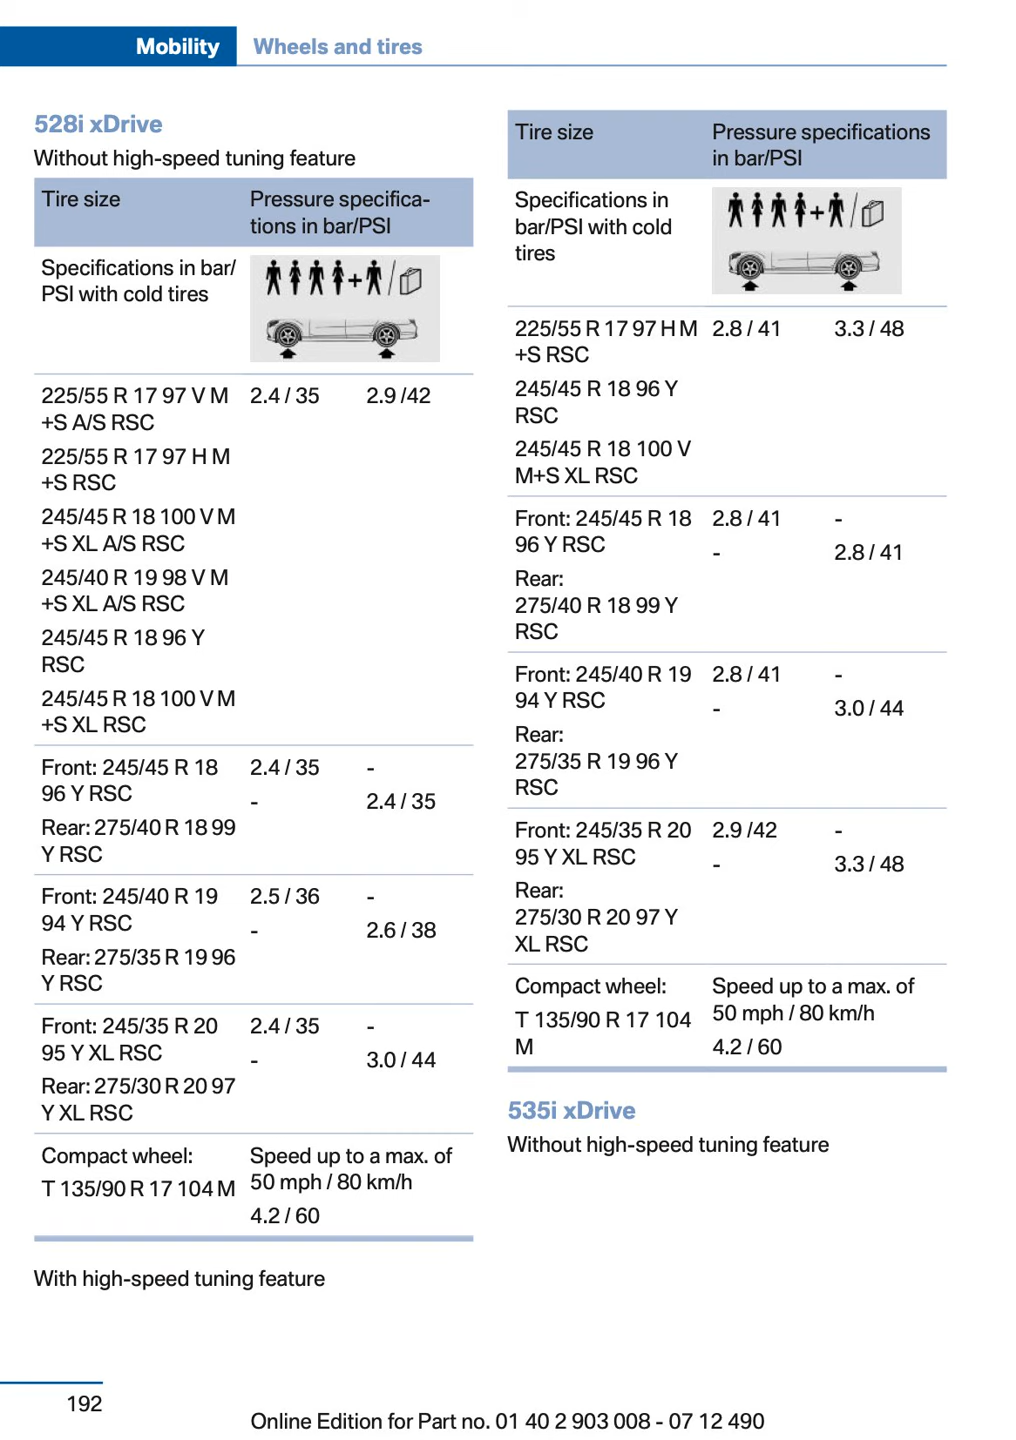 Mobility Wheels and tires
528i xDrive
Without high-speed tuning feature
Tire size Pressure specifica-
tions in bar/PSI
Specifications in bar/
PSI with cold tires
225/55 R 17 97 V M 2.4 / 35 2.9 /42
+S A/S RSC
225/55 R 17 97 H M
+S RSC
245/45 R 18 100 V M
+S XL A/S RSC
245/40 R 19 98 V M
+S XL A/S RSC
245/45 R 18 96 Y
RSC
245/45 R 18 100 V M
+S XL RSC
Front: 245/45 R 18 2.4 / 35 -
96 Y RSC
- 2.4 / 35
Rear: 275/40 R 18 99
Y RSC
Front: 245/40 R 19 2.5 / 36 -
94 Y RSC
- 2.6 / 38
Rear: 275/35 R 19 96
Y RSC
Front: 245/35 R 20 2.4 / 35 -
95 Y XL RSC
- 3.0 / 44
Rear: 275/30 R 20 97
Y XL RSC
Compact wheel: Speed up to a max. of
50 mph / 80 km/h
T 135/90 R 17 104 M
4.2 / 60
With high-speed tuning feature
Tire size Pressure specifications
in bar/PSI
Specifications in
bar/PSI with cold
tires
225/55 R 17 97 H M 2.8 / 41 3.3 / 48
+S RSC
245/45 R 18 96 Y
RSC
245/45 R 18 100 V
M+S XL RSC
Front: 245/45 R 18 2.8 / 41 -
96 Y RSC
- 2.8 / 41
Rear:
275/40 R 18 99 Y
RSC
Front: 245/40 R 19 2.8 / 41 -
94 Y RSC
- 3.0 / 44
Rear:
275/35 R 19 96 Y
RSC
Front: 245/35 R 20 2.9 /42 -
95 Y XL RSC
- 3.3 / 48
Rear:
275/30 R 20 97 Y
XL RSC
Compact wheel: Speed up to a max. of
50 mph / 80 km/h
T 135/90 R 17 104
M 4.2 / 60
535i xDrive
Without high-speed tuning feature
192
Online Edition for Part no. 01 40 2 903 008 - 07 12 490